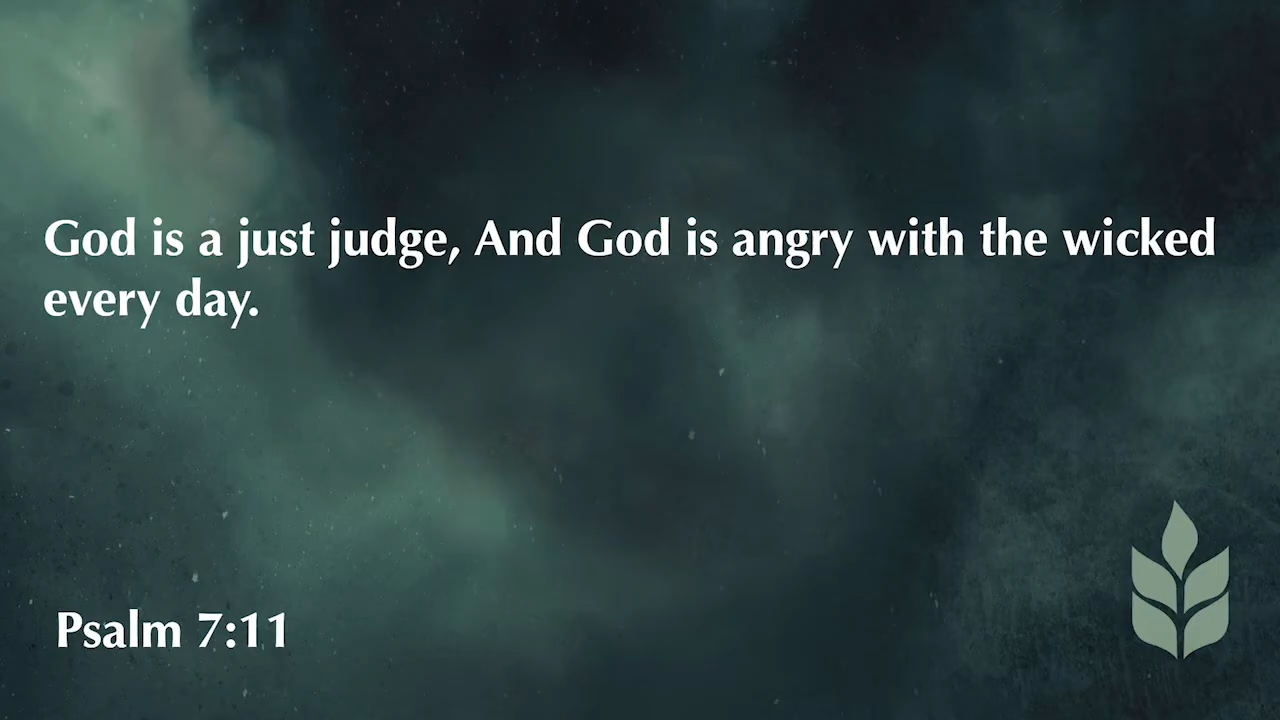 God is a just judge, And God is angry with the wicked
every day.
Psalm 7:11